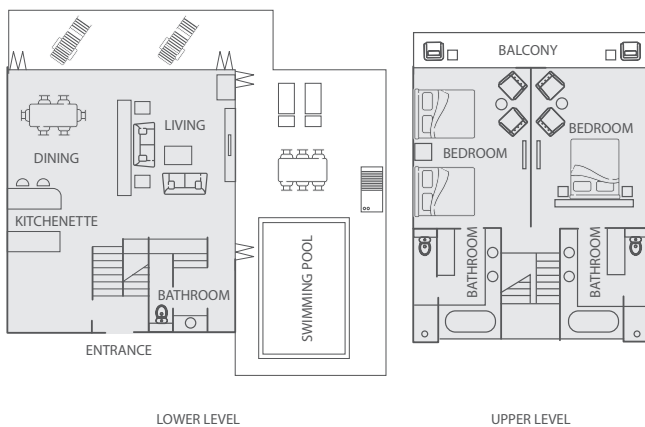 BALCONY
LIVING
BEDROOM
DINING
BEDROOM
KITCHENETTE
SWIMMING POOL
BATHROOM
BATHROOM
BATHROOM
ENTRANCE
LOWER LEVEL
UPPER LEVEL